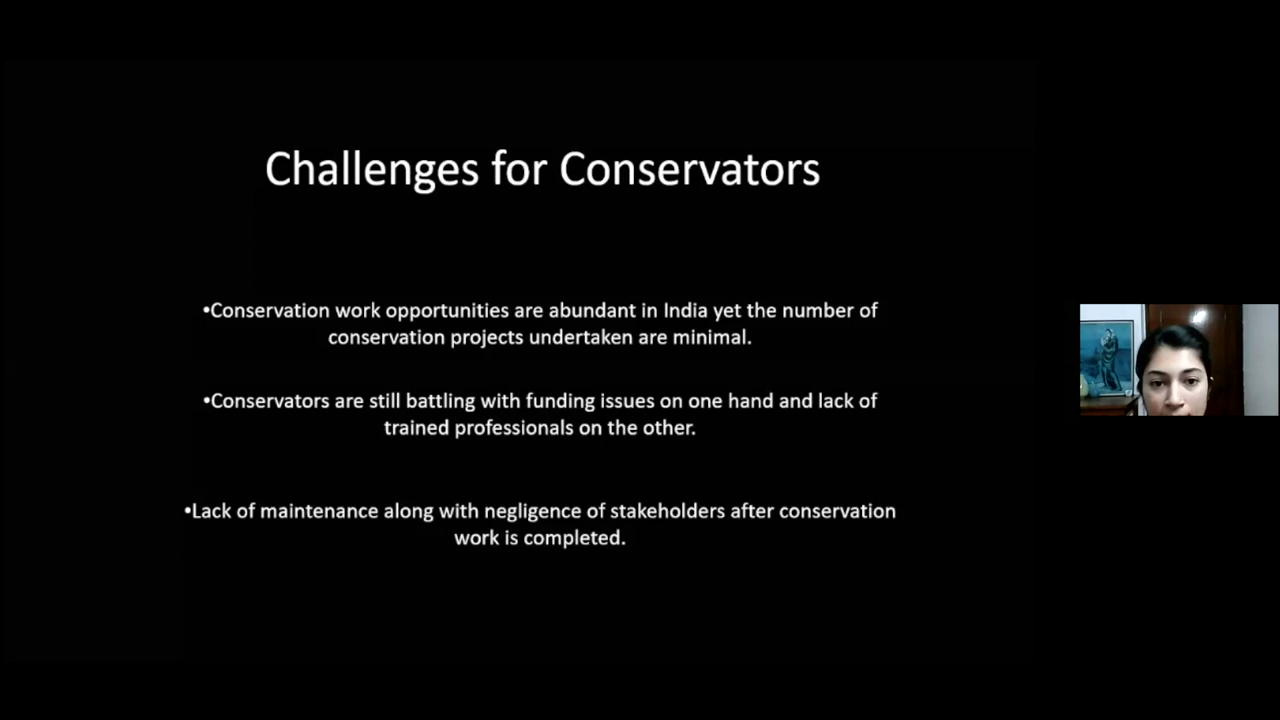 Challenges for Conservators
•Conservation work opportunities are abundant in India yet the number of
conservation projects undertaken are minimal.
•Conservators are still battling with funding issues on one hand and lack of
trained professionals on the other.
•Lack of maintenance along with negligence of stakeholders after conservation
work is completed.